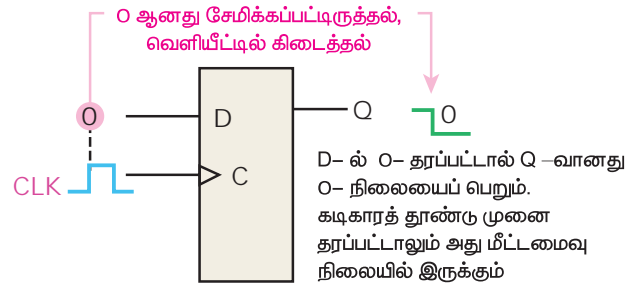 0 ஆனது சேமிக்கப்பட்டிருத்தல்,
வெளியீட்டில் கிடைத்தல்
0
D
Q
0
CLK
C
D– ல் 0– தரப்பட்டால் Q –வானது
0– நிலையைப் பெறும்.
கடிகாரத் தூண்டு முனை
தரப்பட்டாலும் அது மீட்டமைவு
நிலையில் இருக்கும்